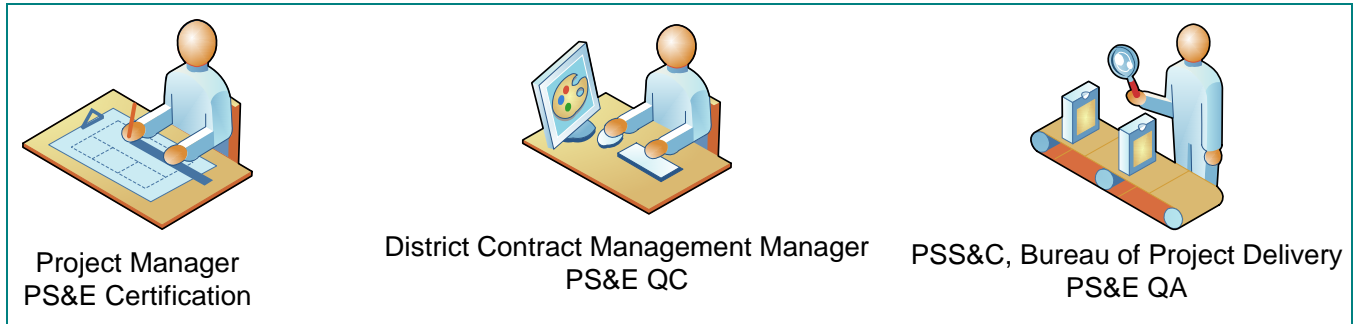 Project Manager
PS&E Certification
District Contract Management Manager
PS&E QC
PSS&C, Bureau of Project Delivery
PS&E QA